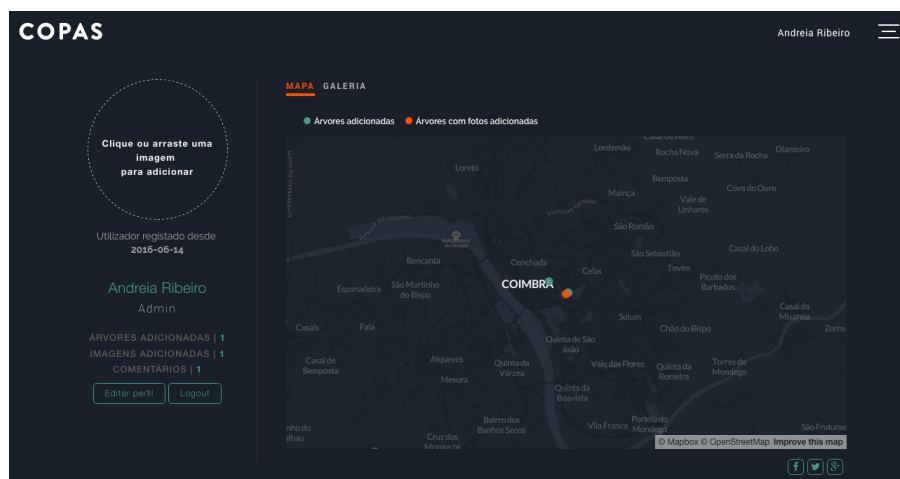 COPAS
Andreia Ribeiro
MAPA GALERIA
Árvores adicionadas Árvores com fotos adicionadas
Clique ou arraste uma
imagem
para adicionar
Utilizador registado desde
2016-06-14
Andreia Ribeiro
Admin
ÁRVORES ADICIONADAS | 1
IMAGENS ADICIONADAS | 1
COMENTÁRIOS | 1
Editar perfil Logout
Lordemão
Rocha Nova
Serra da Rocha
Dianteiro
Loreto
Bemposta
Cova do Ouro
Mainça
Vale de
Linhares
CIRCULAR EXTERNA
São Romão
São Sebastião
Casal do Lobo
Bencanta
Conchada
Celas
Tovim
Picoto dos
Barbados
Espanadeira
São Martinho
do Bispo
COIMBRA
Casal da
Misarela
Solum
Chão do Bispo
Zorro
Casais
Fala
Quinta de São
João
Casal de
Bemposta
Alqueves
Quinta da
Várzea
Vale das Flores
Quinta da
Romeira
Torres do
Mondego
Mesura
Quinta da
Boavista
Bairro dos
Banhos Secos
Vila Franca
Portela do
Mondego
São Frutuoso
Cruz dos
Morouços
© Mapbox © OpenStreetMap Improve this map